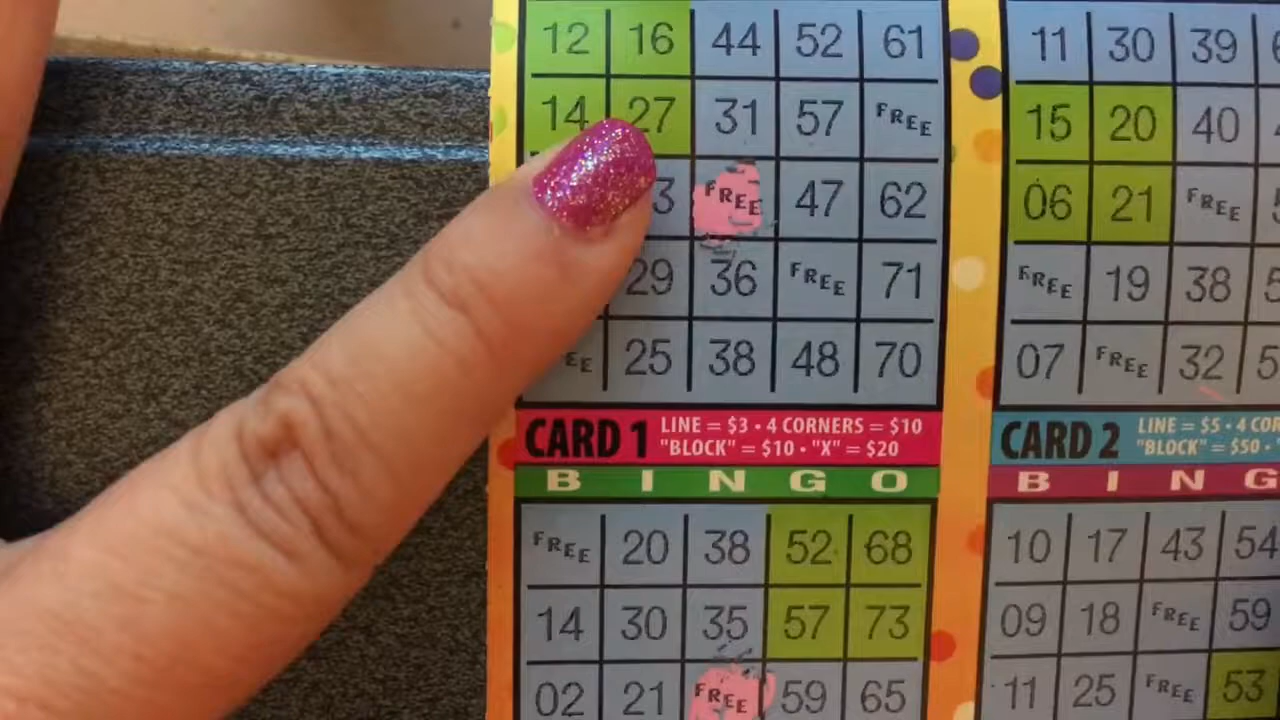 12 16 44 52 61
14 27 31 57 FREE
3 FREE 47 62
29 36 FREE 71
EE 25 38 48 70
CARD 1 LINE = $3 • 4 CORNERS = $10
"BLOCK" = $10 • "X" = $20
B I N G O
FREE 20 38 52 68
14 30 35 57 73
02 21 FREE 59 65
11 30 39
15 20 40
06 21 FREE
FREE 19 38 5
07 FREE 32 5
CARD 2 LINE = $5 • 4 COR
"BLOCK" = $50 •
B I N G
10 17 43 54
09 18 FREE 59
11 25 FREE 53